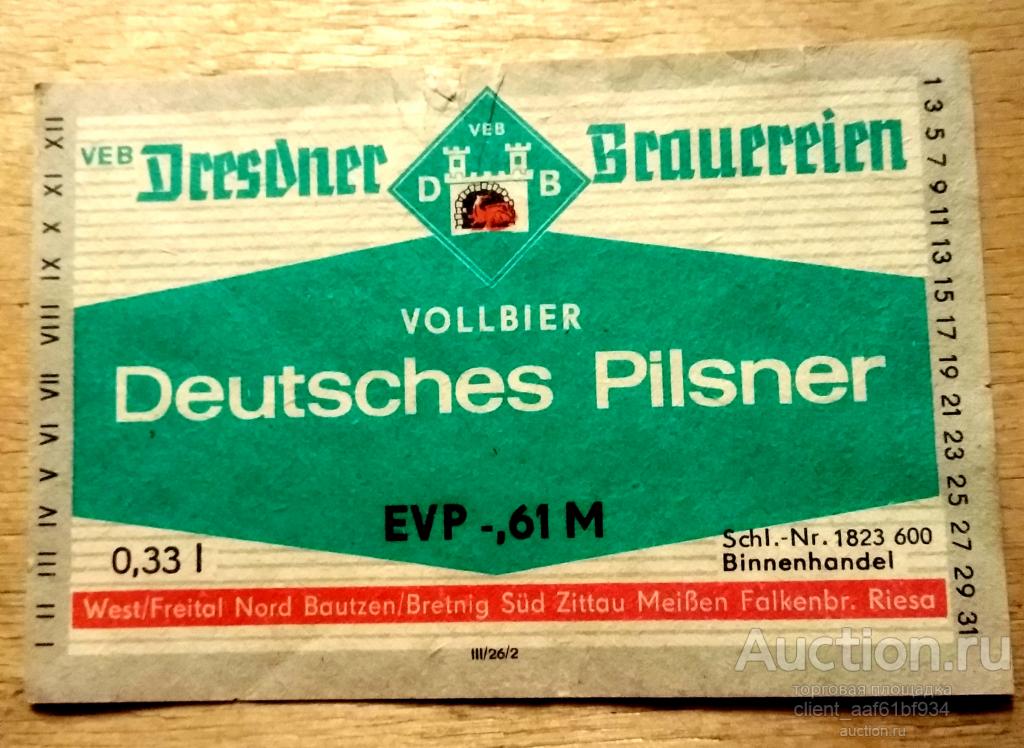 VEB Dresdner Brauereien
VEB
D B
VOLLBIER
Deutsches Pilsner
EVP -,61 M
0,33 l
Schl.-Nr. 1823 600
Binnenhandel
West/Freital Nord Bautzen/Bretnig Süd Zittau Meißen Falkenbr. Riesa
III/26/2
I II III IV V VI VII VIII IX X XI XII
1 3 5 7 9 11 13 15 17 19 21 23 25 27 29 31
Auction.ru
торговая площадка
client_aaf61bf934
auction.ru